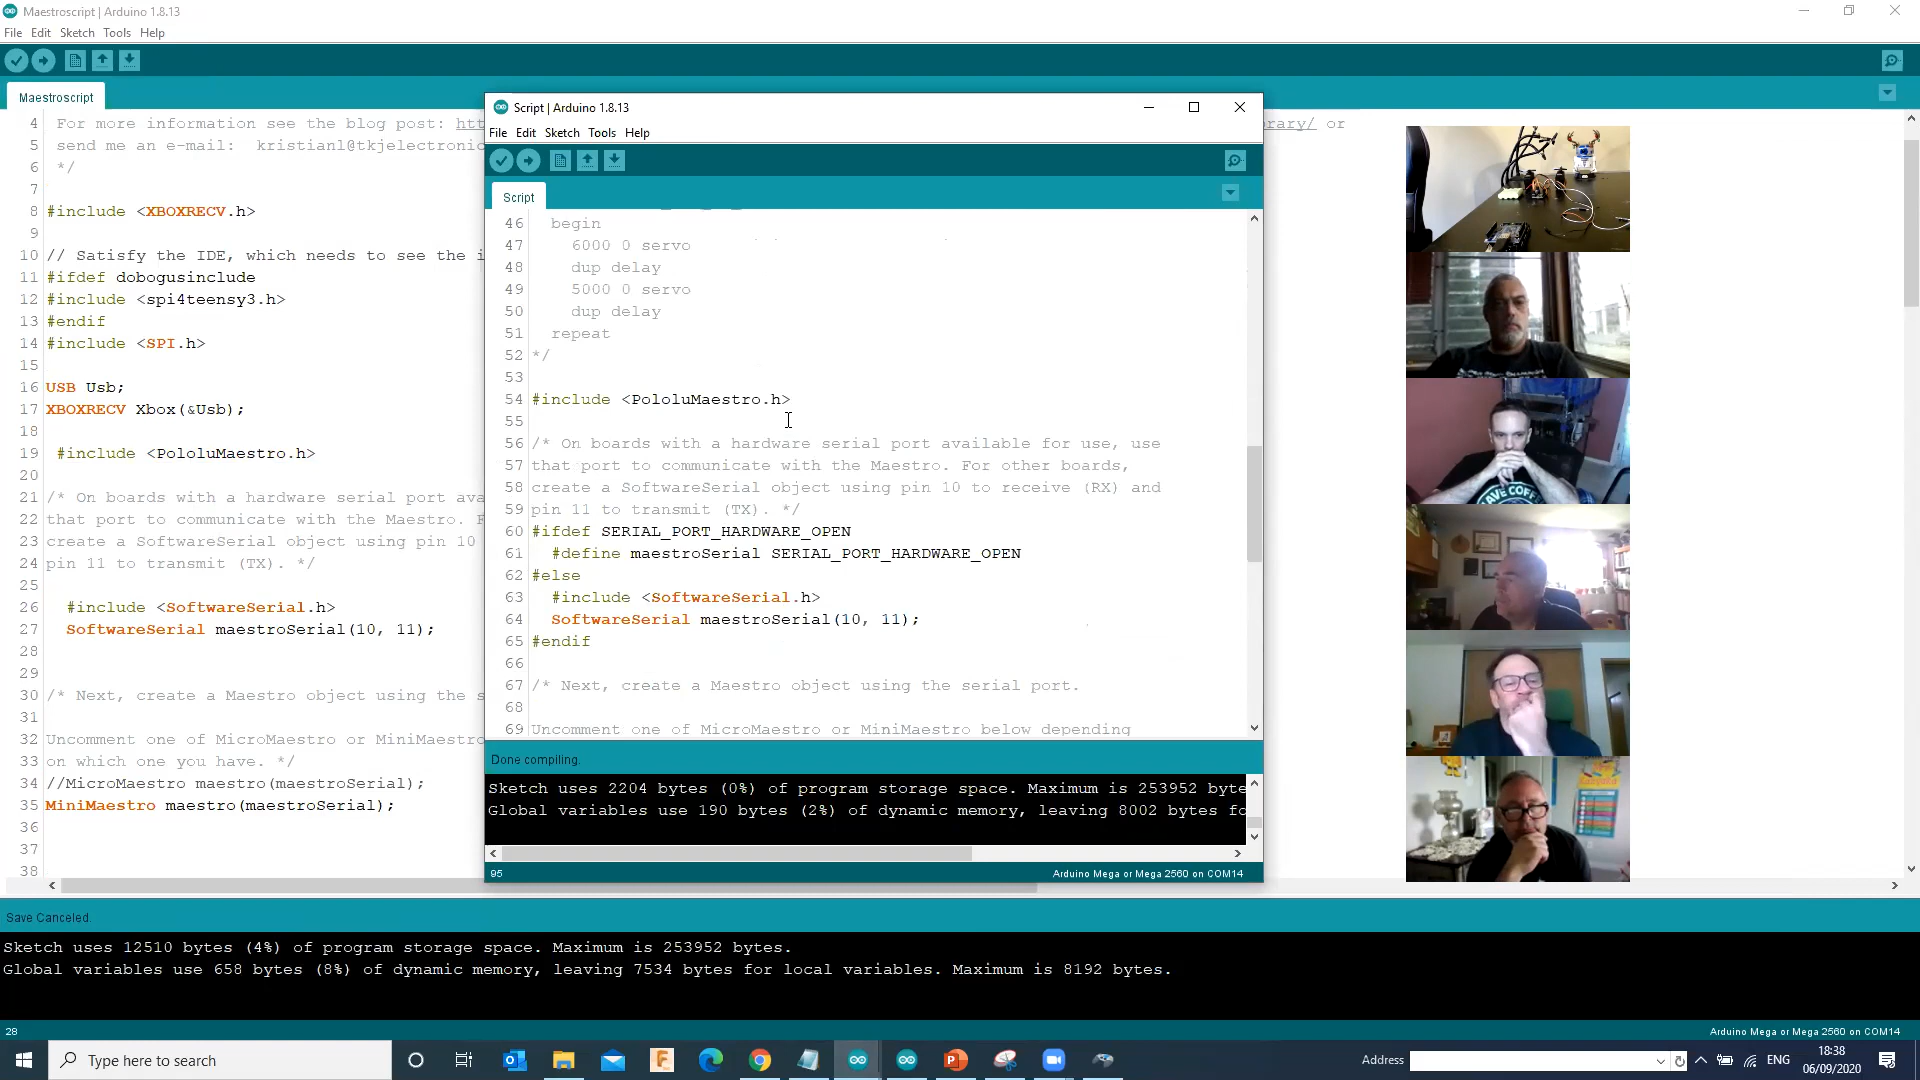 Maestroscript | Arduino 1.8.13
File Edit Sketch Tools Help
Maestroscript
4 For more information see the blog post: htt
rary/ or
5 send me an e-mail: kristianl@tkjelectronic
6 */
7
8 #include <XBOXRECV.h>
9
10 // Satisfy the IDE, which needs to see the i
11 #ifdef dobogusinclude
12 #include <spi4teensy3.h>
13 #endif
14 #include <SPI.h>
15
16 USB Usb;
17 XBOXRECV Xbox(&Usb);
18
19 #include <PololuMaestro.h>
20
21 /* On boards with a hardware serial port ava
22 that port to communicate with the Maestro. F
23 create a SoftwareSerial object using pin 10
24 pin 11 to transmit (TX). */
25
26 #include <SoftwareSerial.h>
27 SoftwareSerial maestroSerial(10, 11);
28
29
30 /* Next, create a Maestro object using the s
31
32 Uncomment one of MicroMaestro or MiniMaestro
33 on which one you have. */
34 //MicroMaestro maestro(maestroSerial);
35 MiniMaestro maestro(maestroSerial);
36
37
38
Script | Arduino 1.8.13
File Edit Sketch Tools Help
Script
46 begin
47 6000 0 servo
48 dup delay
49 5000 0 servo
50 dup delay
51 repeat
52 */
53
54 #include <PololuMaestro.h>
55
56 /* On boards with a hardware serial port available for use, use
57 that port to communicate with the Maestro. For other boards,
58 create a SoftwareSerial object using pin 10 to receive (RX) and
59 pin 11 to transmit (TX). */
60 #ifdef SERIAL_PORT_HARDWARE_OPEN
61 #define maestroSerial SERIAL_PORT_HARDWARE_OPEN
62 #else
63 #include <SoftwareSerial.h>
64 SoftwareSerial maestroSerial(10, 11);
65 #endif
66
67 /* Next, create a Maestro object using the serial port.
68
69 Uncomment one of MicroMaestro or MiniMaestro below depending
Done compiling.
Sketch uses 2204 bytes (0%) of program storage space. Maximum is 253952 byte
Global variables use 190 bytes (2%) of dynamic memory, leaving 8002 bytes fo
95
Arduino Mega or Mega 2560 on COM14
Save Canceled.
Sketch uses 12510 bytes (4%) of program storage space. Maximum is 253952 bytes.
Global variables use 658 bytes (8%) of dynamic memory, leaving 7534 bytes for local variables. Maximum is 8192 bytes.
28
Arduino Mega or Mega 2560 on COM14
Type here to search
Address
ENG
18:38
06/09/2020